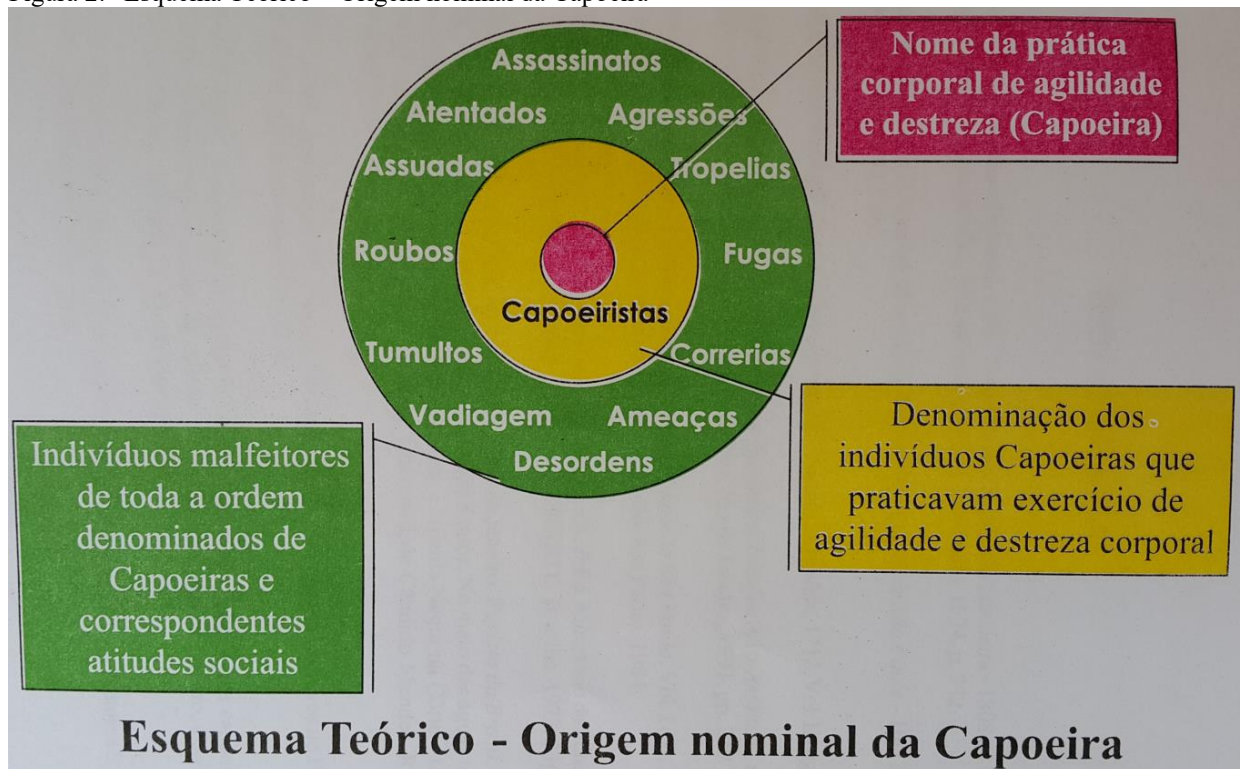 Figura 2: Esquema Teórico - Origem nominas da Capoeira
Assassinatos
Atentados Agressões
Assuadas Tropelias
Roubos Fugas
Capoeiristas
Tumultos Correrias
Vadiagem Ameaças
Desordens
Nome da prática
corporal de agilidade
e destreza (Capoeira)
Indivíduos malfeitores
de toda a ordem
denominados de
Capoeiras e
correspondentes
atitudes sociais
Denominação dos
indivíduos Capoeiras que
praticavam exercício de
agilidade e destreza corporal
Esquema Teórico - Origem nominal da Capoeira